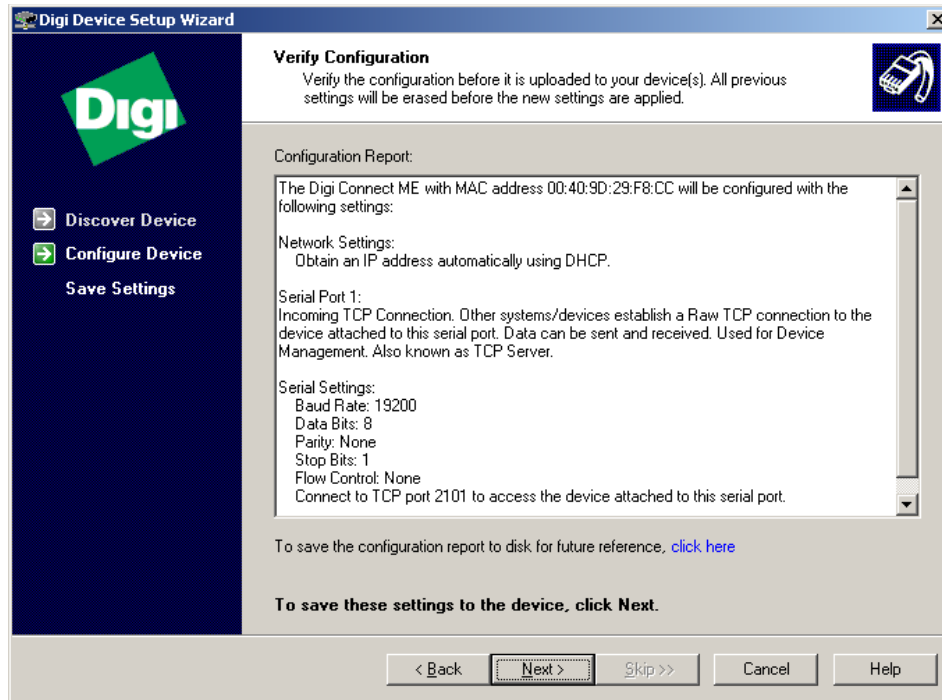 Digi Device Setup Wizard
Digi
Discover Device
Configure Device
Save Settings
Verify Configuration
Verify the configuration before it is uploaded to your device(s). All previous
settings will be erased before the new settings are applied.
Configuration Report:
The Digi Connect ME with MAC address 00:40:9D:29:F8:CC will be configured with the
following settings:
Network Settings:
Obtain an IP address automatically using DHCP.
Serial Port 1:
Incoming TCP Connection. Other systems/devices establish a Raw TCP connection to the
device attached to this serial port. Data can be sent and received. Used for Device
Management. Also known as TCP Server.
Serial Settings:
Baud Rate: 19200
Data Bits: 8
Parity: None
Stop Bits: 1
Flow Control: None
Connect to TCP port 2101 to access the device attached to this serial port.
To save the configuration report to disk for future reference, click here
To save these settings to the device, click Next.
< Back
Next >
Skip >>
Cancel
Help